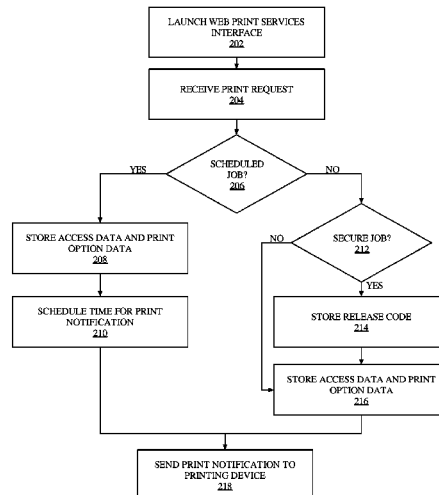 LAUNCH WEB PRINT SERVICES
INTERFACE
202
RECEIVE PRINT REQUEST
204
SCHEDULED
JOB?
206
YES
NO
STORE ACCESS DATA AND PRINT
OPTION DATA
208
SECURE JOB?
212
NO
YES
SCHEDULE TIME FOR PRINT
NOTIFICATION
210
STORE RELEASE CODE
214
STORE ACCESS DATA AND PRINT
OPTION DATA
216
SEND PRINT NOTIFICATION TO
PRINTING DEVICE
218